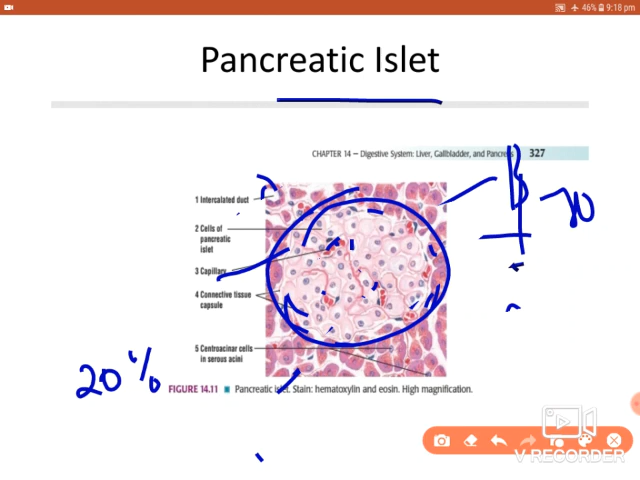 46% 9:18 pm
Pancreatic Islet
CHAPTER 14 — Digestive System: Liver, Gallbladder, and Pancreas 327
1 Intercalated duct
2 Cells of
pancreatic
islet
3 Capillary
4 Connective tissue
capsule
5 Centroacinar cells
in serous acini
20%
FIGURE 14.11 ■ Pancreatic islet. Stain: hematoxylin and eosin. High magnification.
V RECORDER